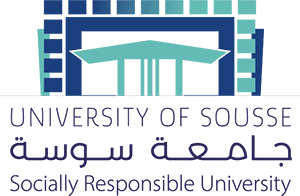 UNIVERSITY OF SOUSSE
جامعة سوسة
Socially Responsible University